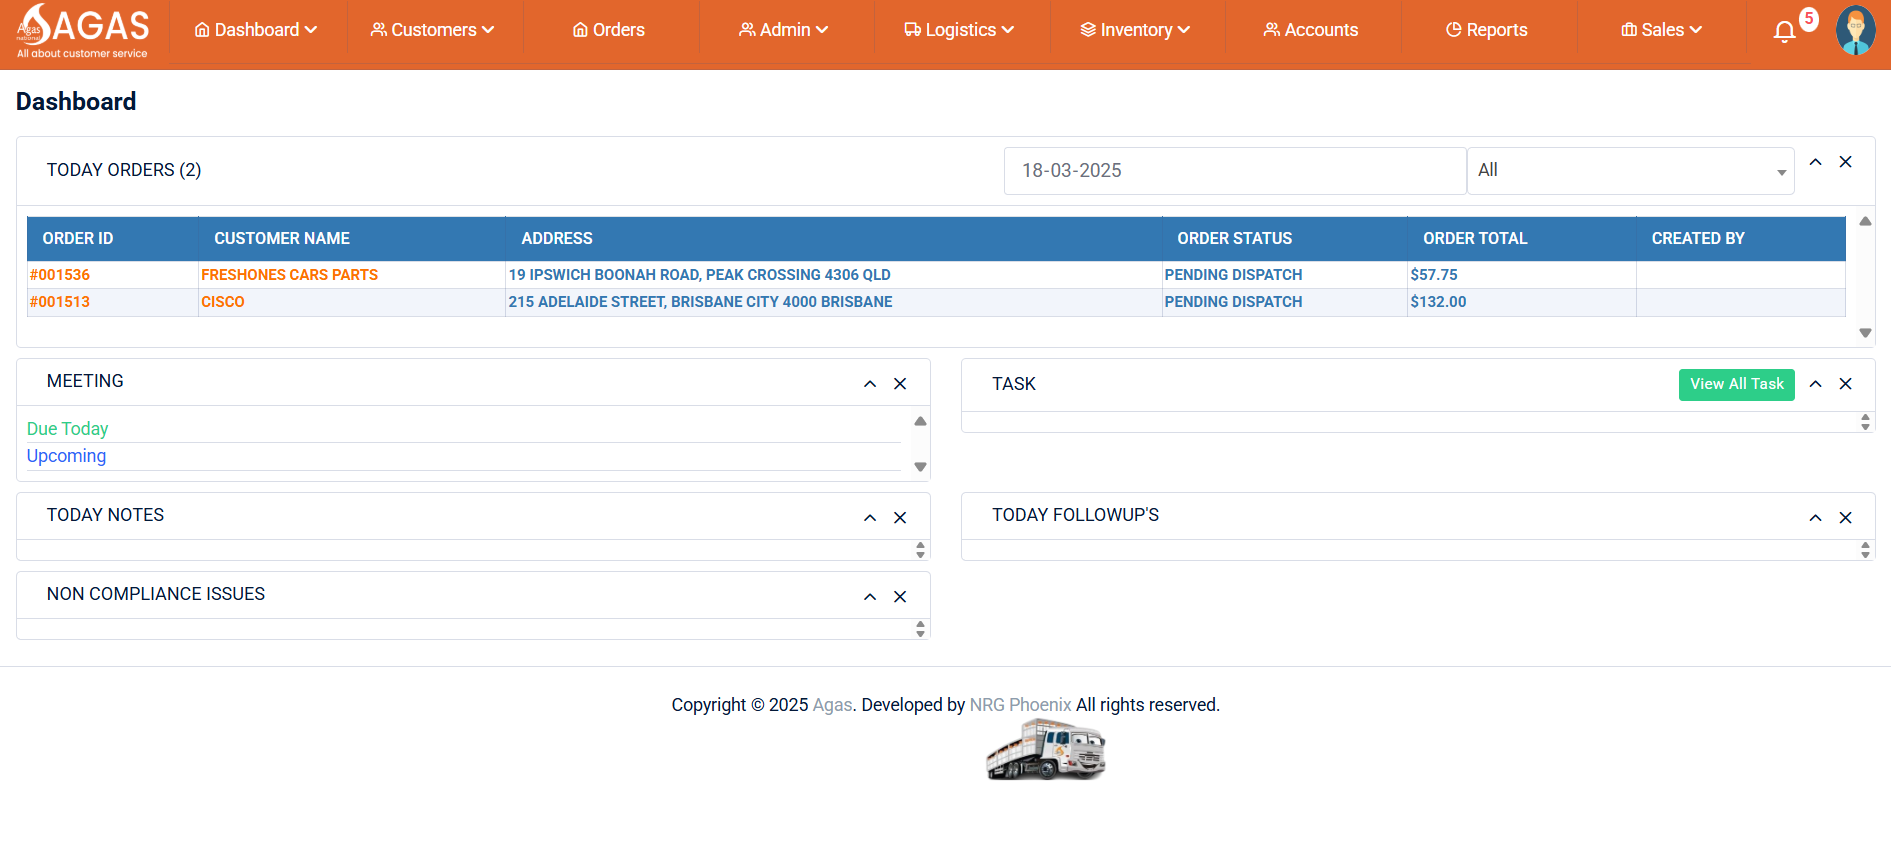 Agas
national
AGAS
All about customer service
Dashboard
Customers
Orders
Admin
Logistics
Inventory
Accounts
Reports
Sales
5
Dashboard
TODAY ORDERS (2)
18-03-2025
All
ORDER ID CUSTOMER NAME ADDRESS ORDER STATUS ORDER TOTAL CREATED BY
#001536 FRESHONES CARS PARTS 19 IPSWICH BOONAH ROAD, PEAK CROSSING 4306 QLD PENDING DISPATCH $57.75
#001513 CISCO 215 ADELAIDE STREET, BRISBANE CITY 4000 BRISBANE PENDING DISPATCH $132.00
MEETING
Due Today
Upcoming
TASK
View All Task
TODAY NOTES
TODAY FOLLOWUP'S
NON COMPLIANCE ISSUES
Copyright © 2025 Agas. Developed by NRG Phoenix All rights reserved.